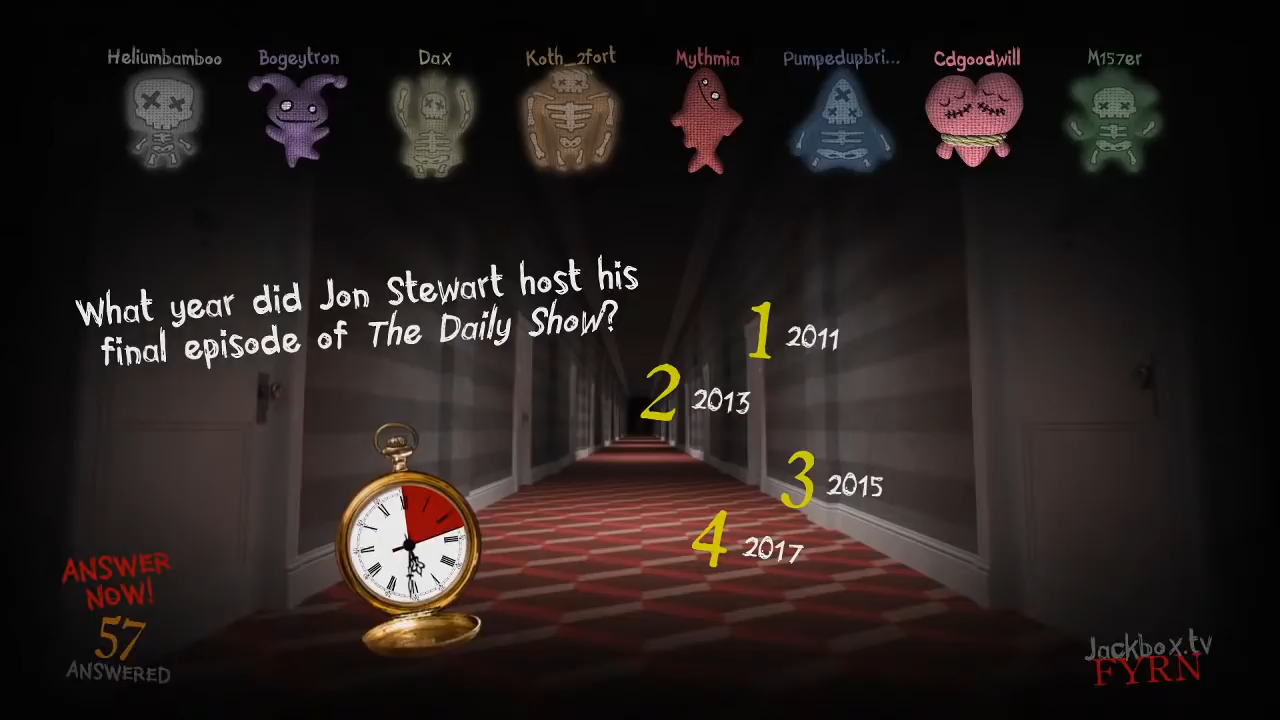 Heliumbamboo
Bogeytron
Dax
Koth_2fort
Mythmia
Pumpedupbri...
Cdgoodwill
M157er
What year did Jon Stewart host his
final episode of The Daily Show?
1 2011
2 2013
3 2015
4 2017
ANSWER
NOW!
57
ANSWERED
Jackbox.tv
FYRN